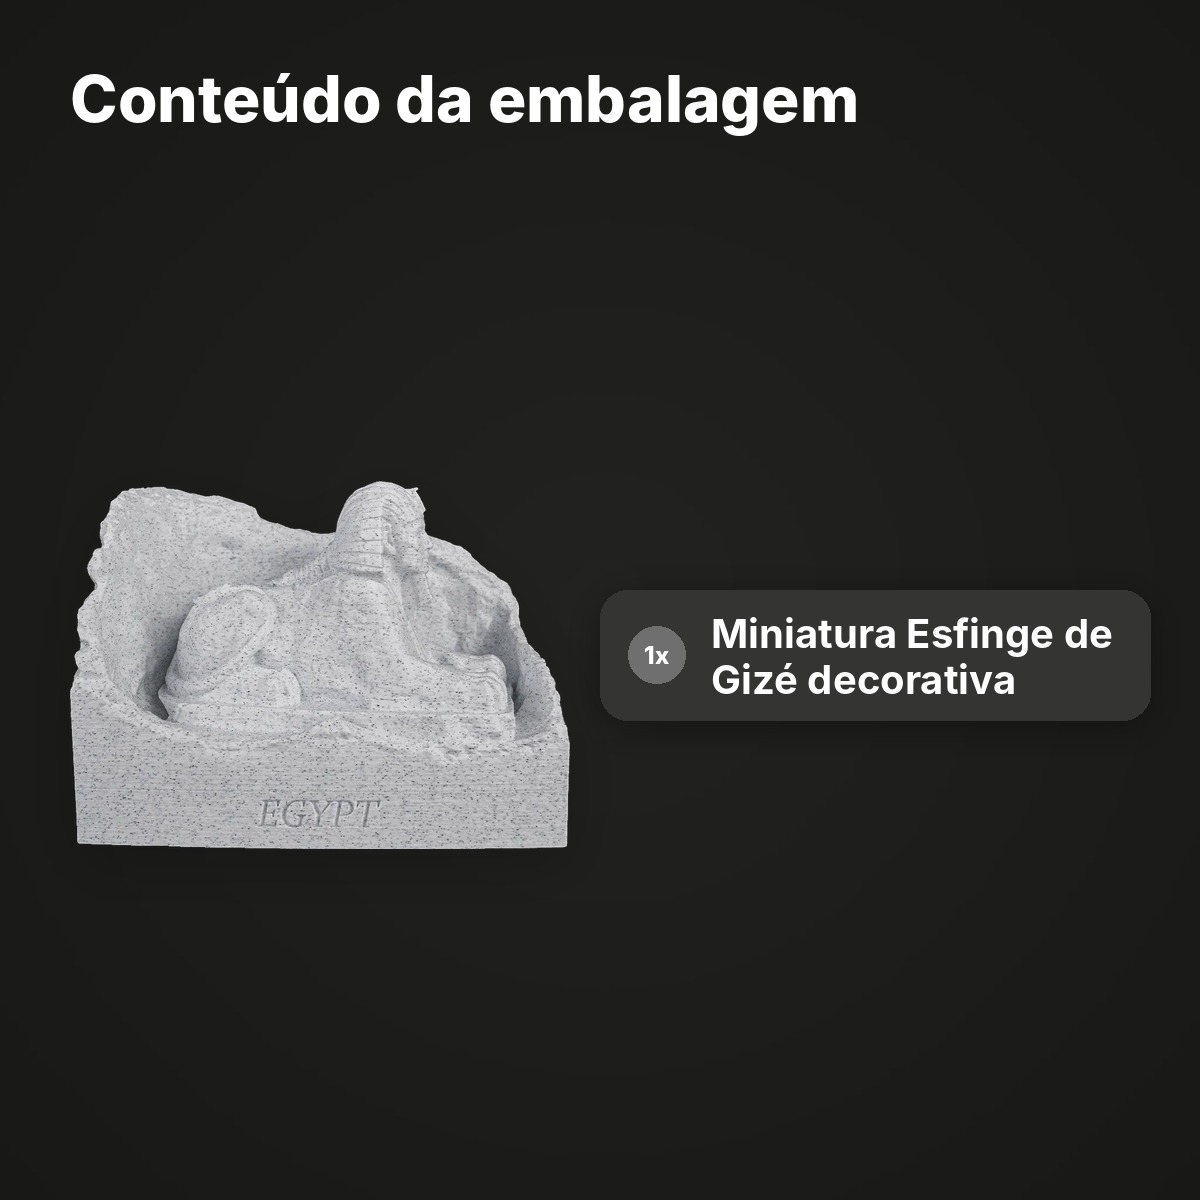 Conteúdo da embalagem
1x
Miniatura Esfinge de
Gizé decorativa
EGYPT